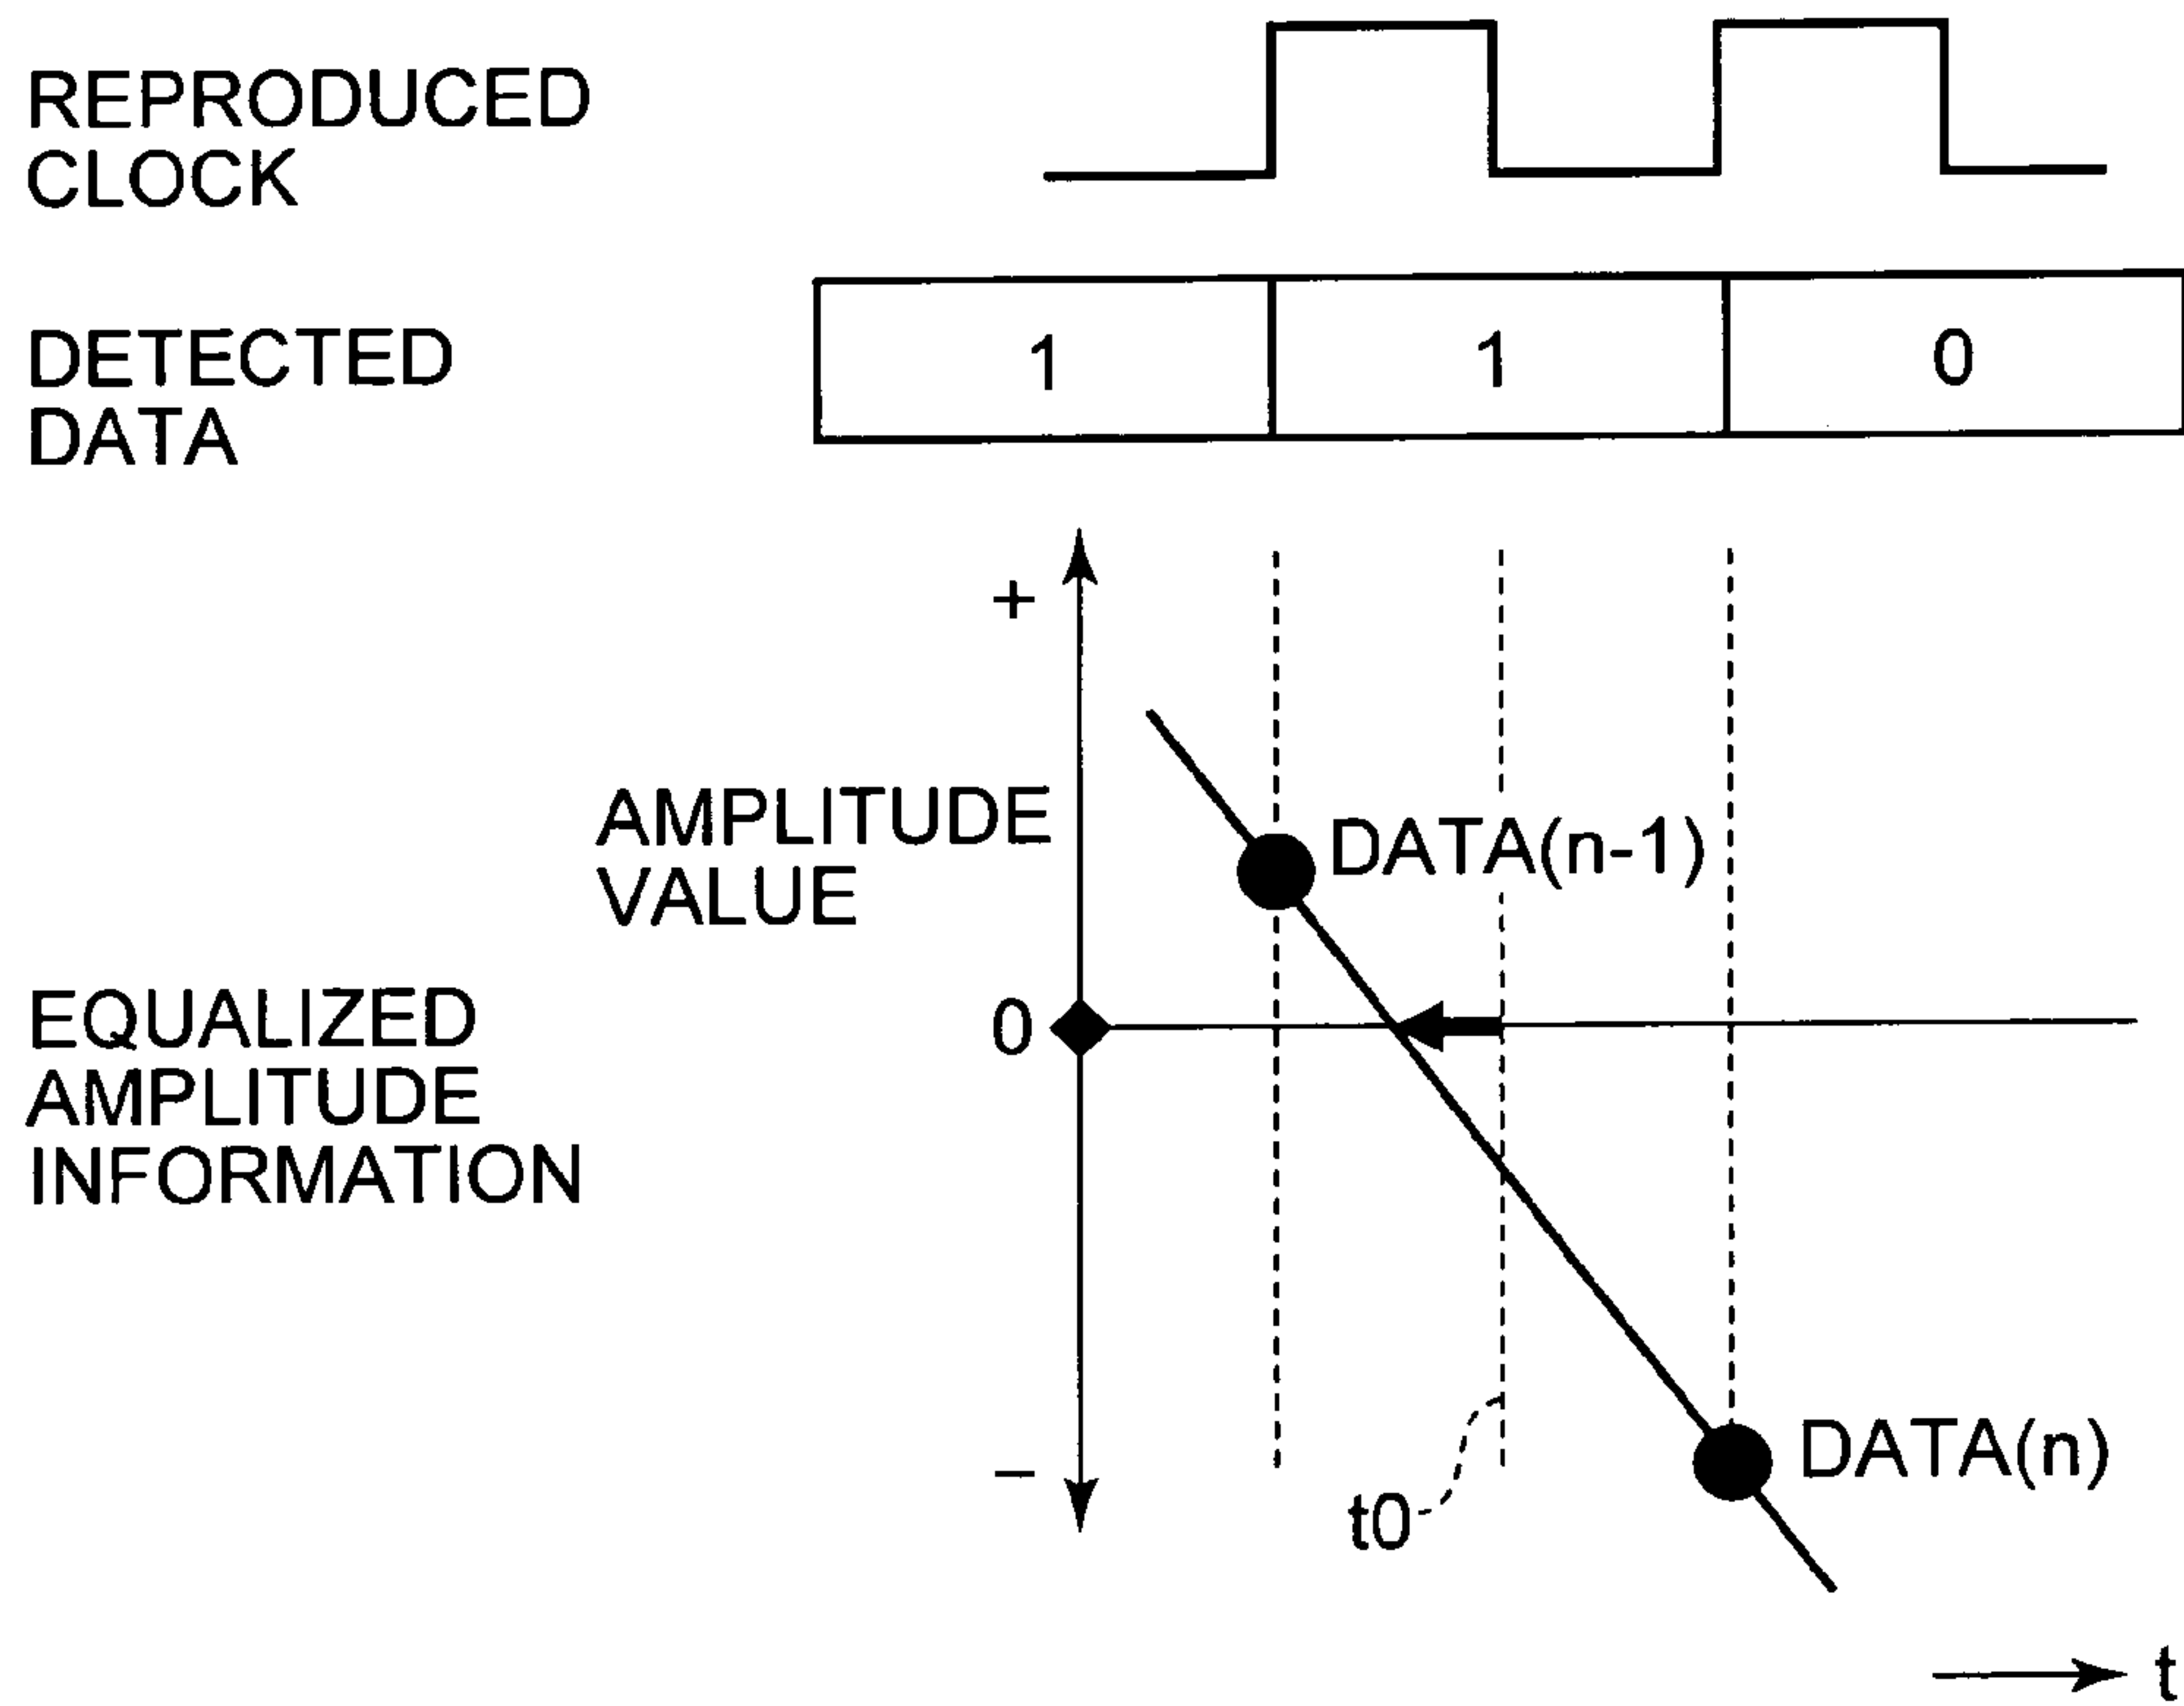 REPRODUCED
CLOCK
DETECTED
DATA
1 1 0
+
AMPLITUDE
VALUE
DATA(n-1)
0
EQUALIZED
AMPLITUDE
INFORMATION
−
DATA(n)
t0
t